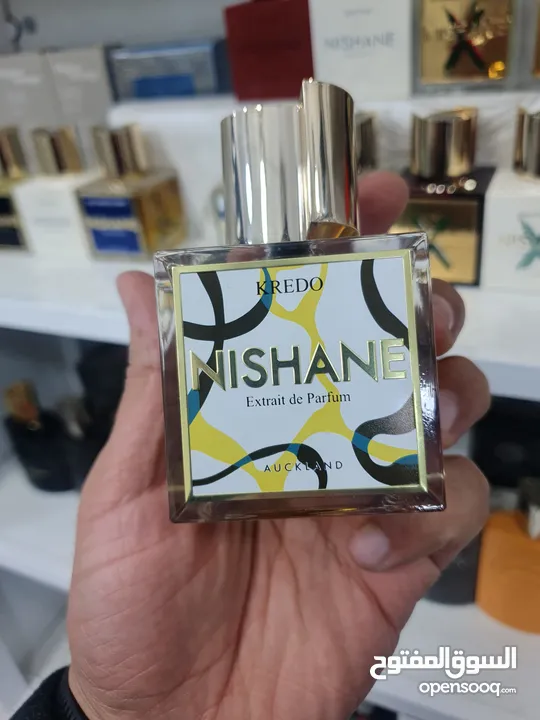 NISHANE
KREDO
NISHANE
Extrait de Parfum
AUCKLAND
السوق المفتوح
opensooq.com